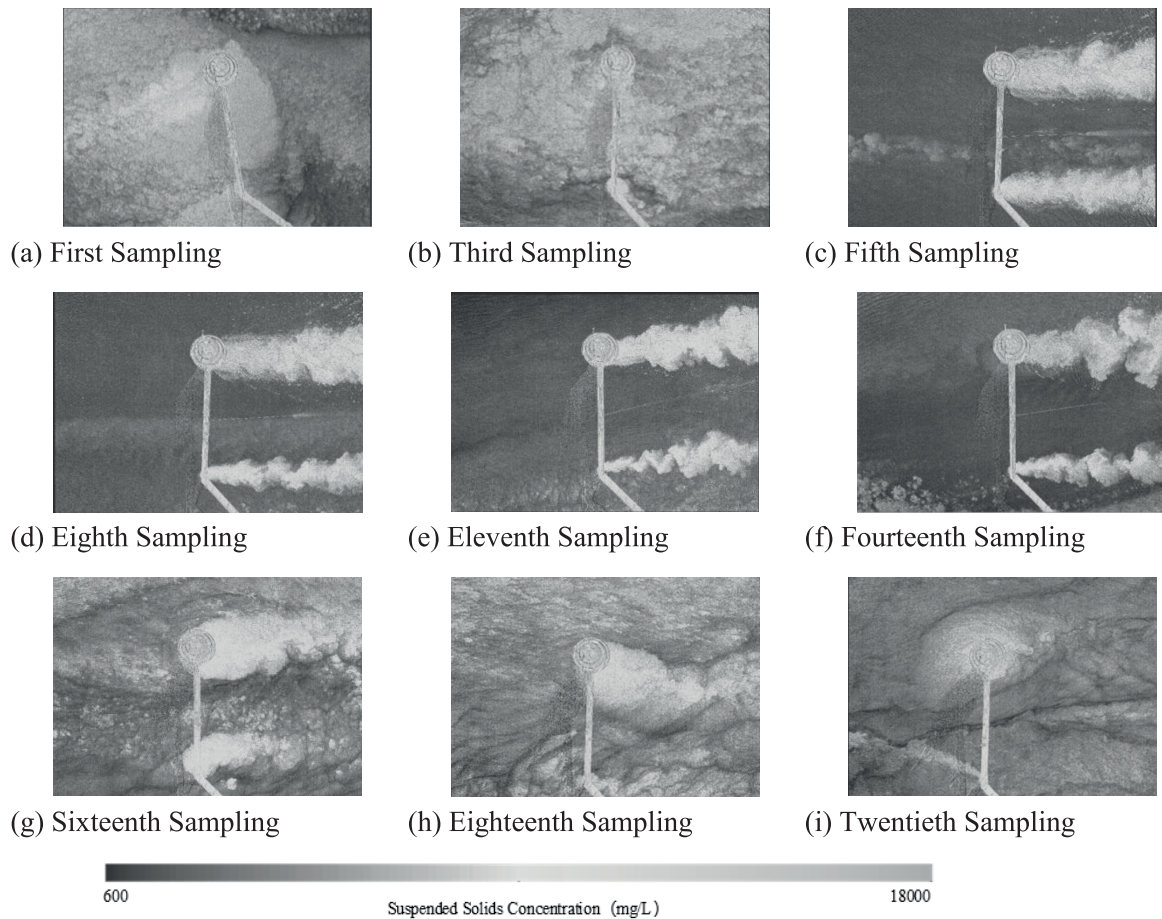 (a) First Sampling
(b) Third Sampling
(c) Fifth Sampling
(d) Eighth Sampling
(e) Eleventh Sampling
(f) Fourteenth Sampling
(g) Sixteenth Sampling
(h) Eighteenth Sampling
(i) Twentieth Sampling
600
18000
Suspended Solids Concentration (mg/L)